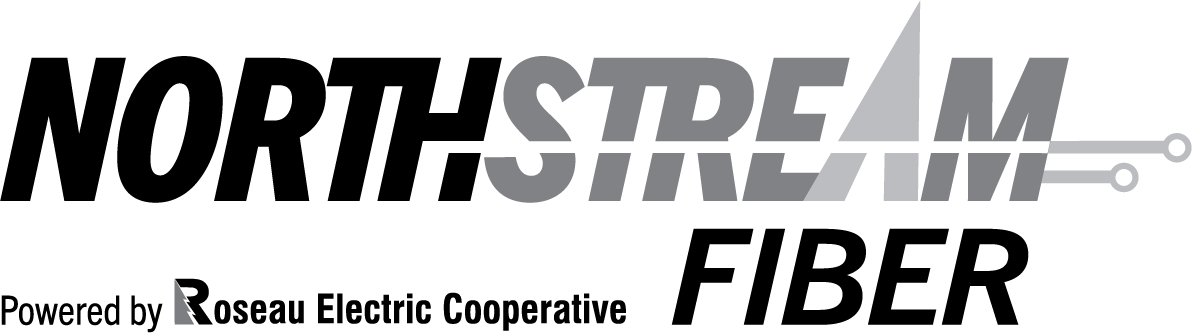 NORTHSTREAM
FIBER
Powered by Roseau Electric Cooperative